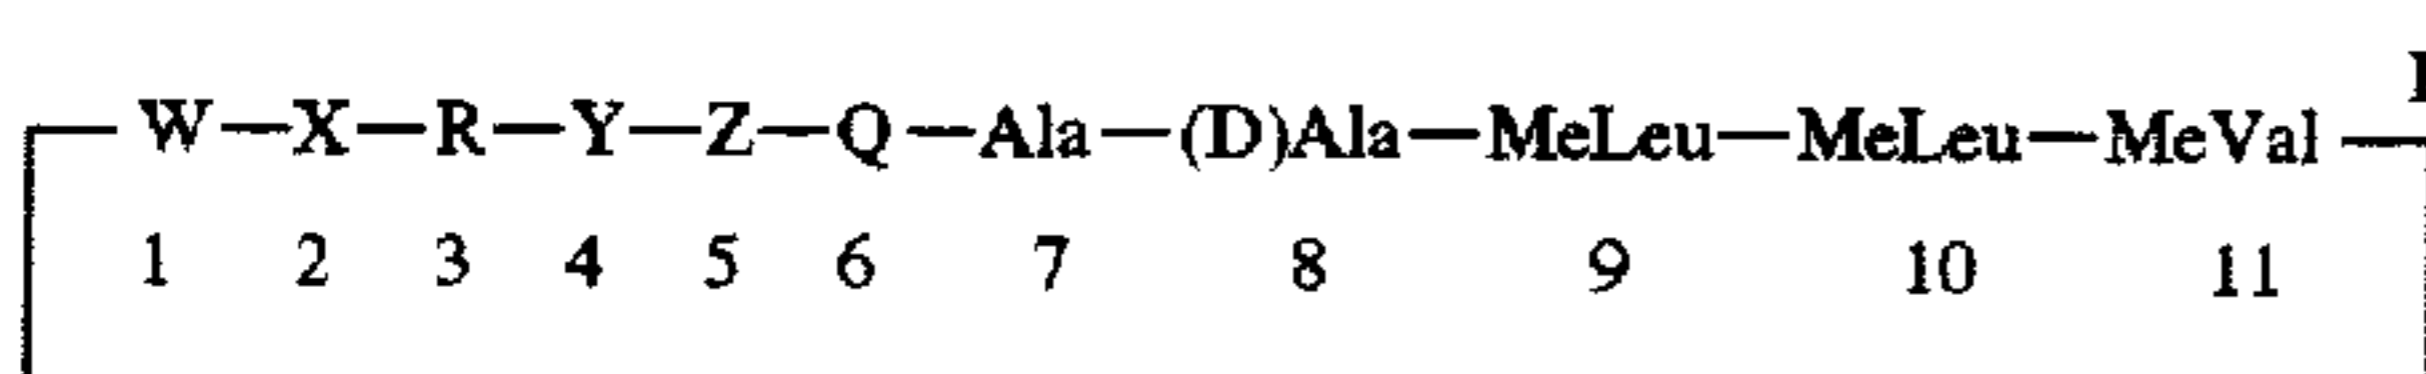 W—X—R—Y—Z—Q—Ala—(D)Ala—MeLeu—MeLeu—MeVal—
1 2 3 4 5 6 7 8 9 10 11